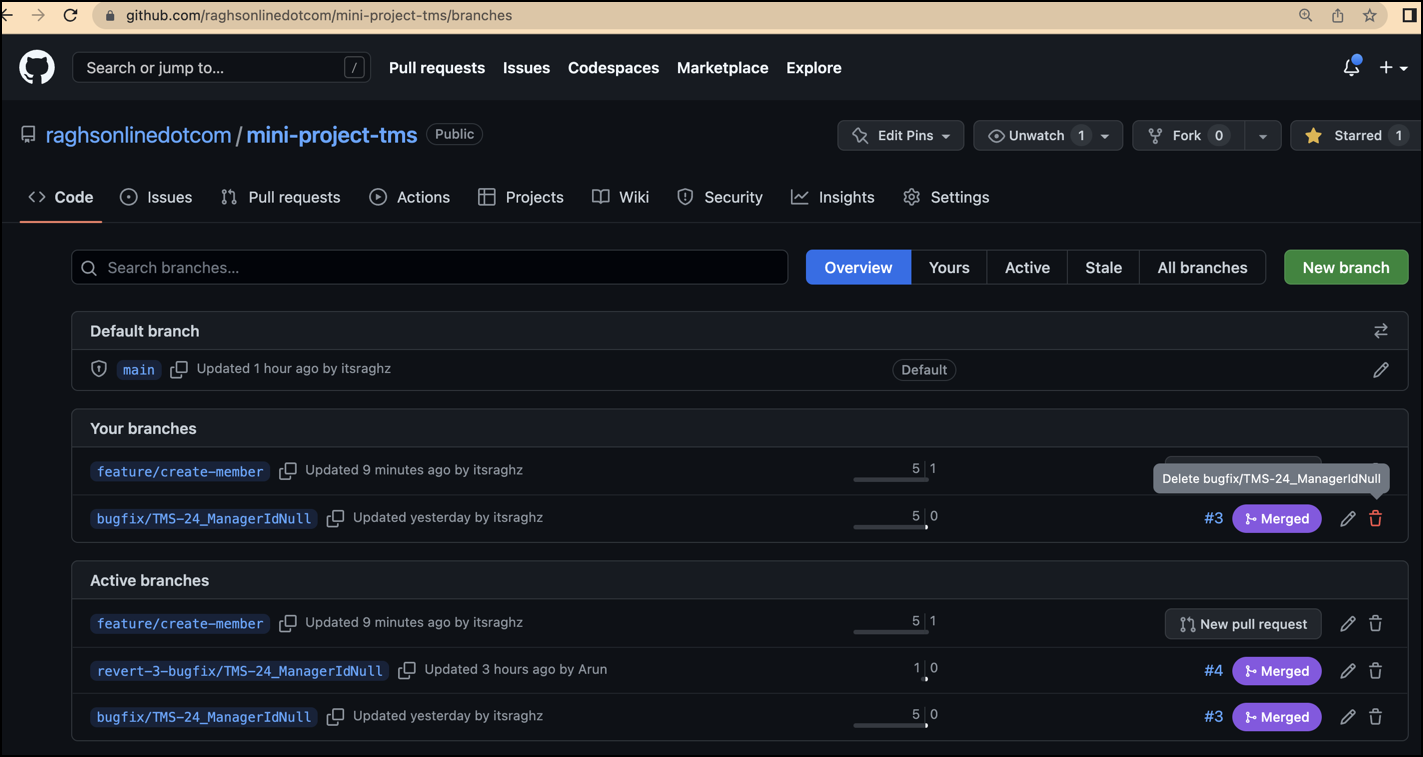 github.com/raghsonlinedotcom/mini-project-tms/branches
Search or jump to... / Pull requests Issues Codespaces Marketplace Explore
raghsonlinedotcom / mini-project-tms Public Edit Pins Unwatch 1 Fork 0 Starred 1
Code Issues Pull requests Actions Projects Wiki Security Insights Settings
Search branches... Overview Yours Active Stale All branches New branch
Default branch
main Updated 1 hour ago by itsraghz Default
Your branches
feature/create-member Updated 9 minutes ago by itsraghz 5 1
Delete bugfix/TMS-24_ManagerIdNull
bugfix/TMS-24_ManagerIdNull Updated yesterday by itsraghz 5 0 #3 Merged
Active branches
feature/create-member Updated 9 minutes ago by itsraghz 5 1 New pull request
revert-3-bugfix/TMS-24_ManagerIdNull Updated 3 hours ago by Arun 1 0 #4 Merged
bugfix/TMS-24_ManagerIdNull Updated yesterday by itsraghz 5 0 #3 Merged